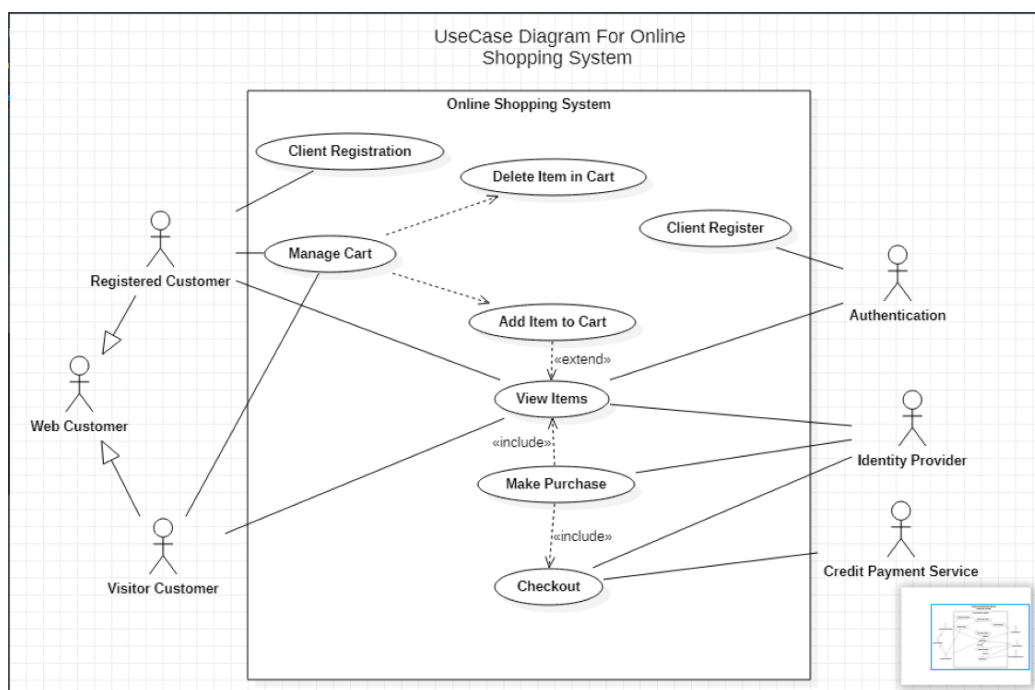 UseCase Diagram For Online
Shopping System
Online Shopping System
Client Registration
Delete Item in Cart
Client Register
Manage Cart
Registered Customer
Add Item to Cart
Authentication
«extend»
View Items
Web Customer
«include»
Identity Provider
Make Purchase
«include»
Credit Payment Service
Checkout
Visitor Customer